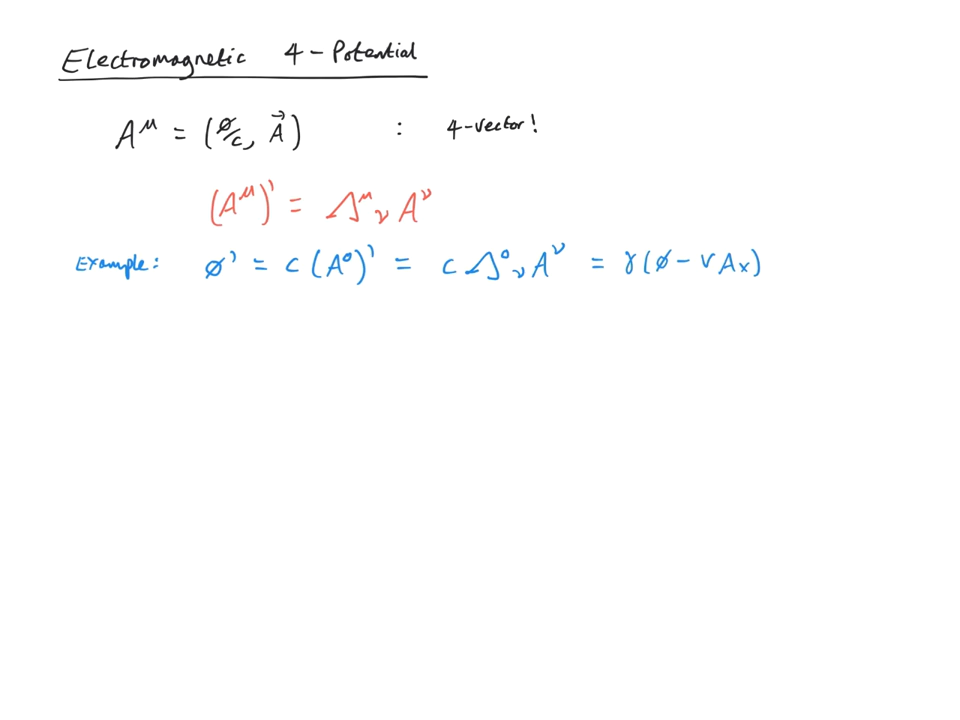 Electromagnetic 4-Potential
A^μ = (φ/c, A⃗) : 4-vector!
(A^μ)' = Λ^μ_ν A^ν
Example: φ' = c (A^0)' = c Λ^0_ν A^ν = γ(φ - v A_x)